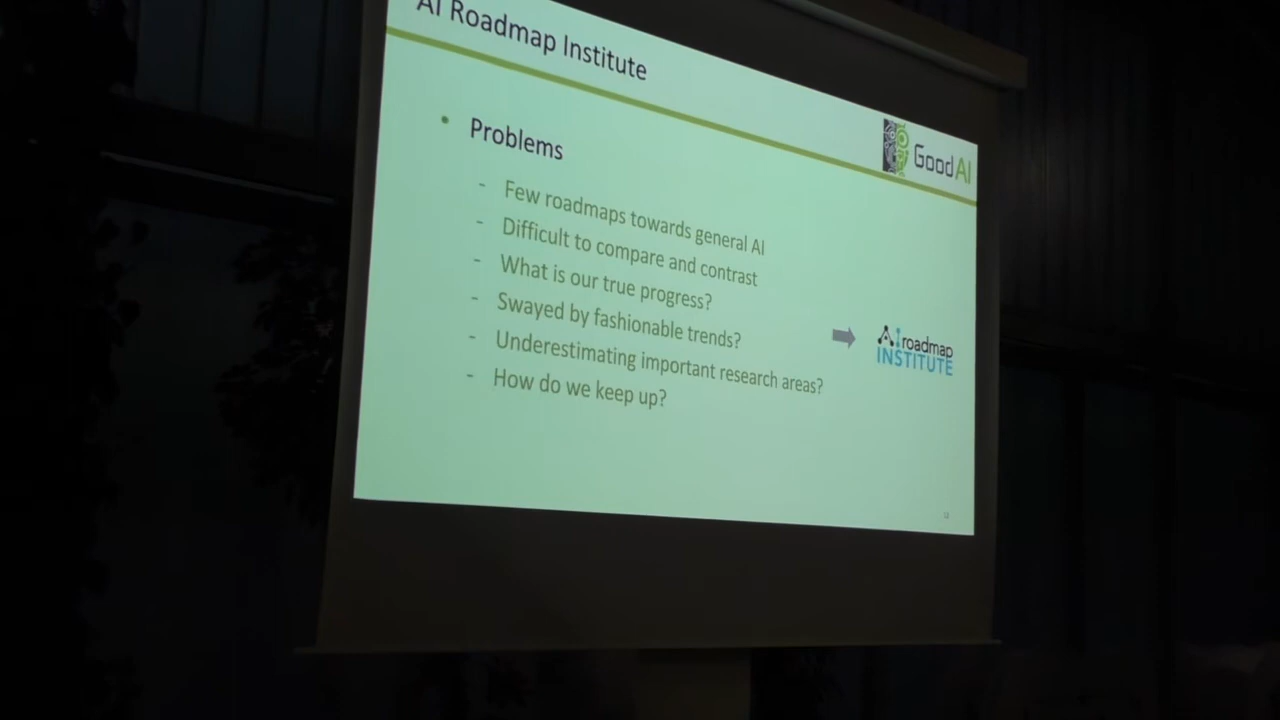 AI Roadmap Institute
GoodAI
• Problems
- Few roadmaps towards general AI
- Difficult to compare and contrast
- What is our true progress?
- Swayed by fashionable trends?
- Underestimating important research areas?
- How do we keep up?
AI roadmap
INSTITUTE